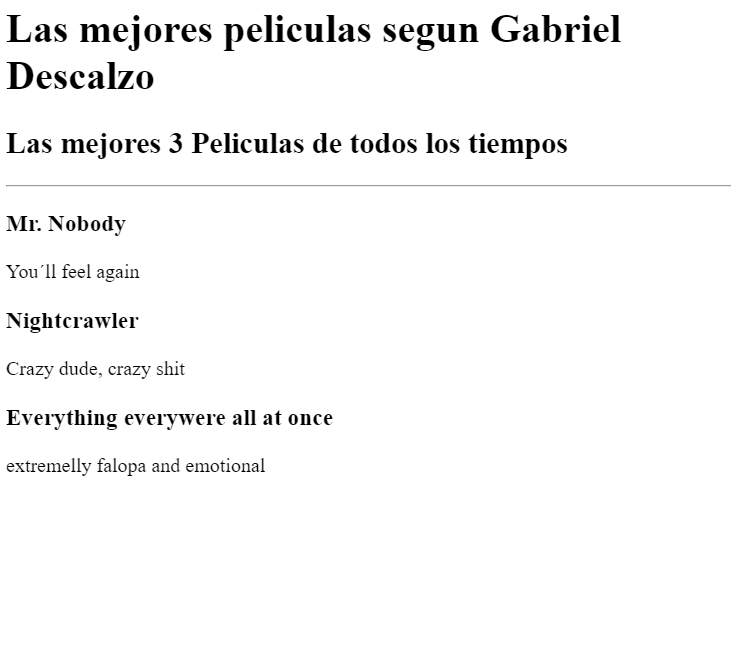 Las mejores peliculas segun Gabriel
Descalzo
Las mejores 3 Peliculas de todos los tiempos
Mr. Nobody
You´ll feel again
Nightcrawler
Crazy dude, crazy shit
Everything everywere all at once
extremelly falopa and emotional